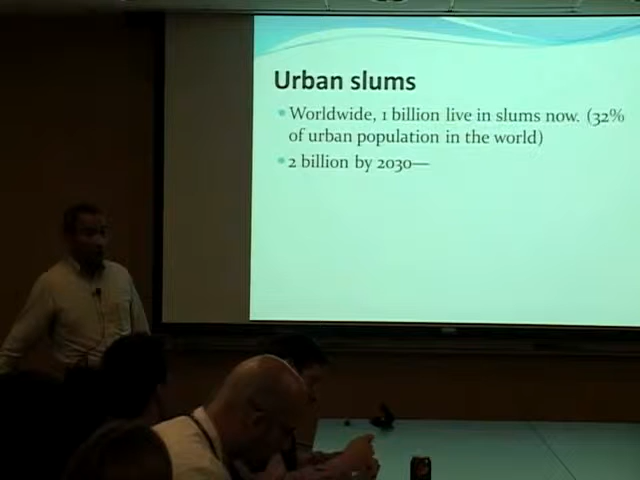 Urban slums
Worldwide, 1 billion live in slums now. (32%
of urban population in the world)
2 billion by 2030—